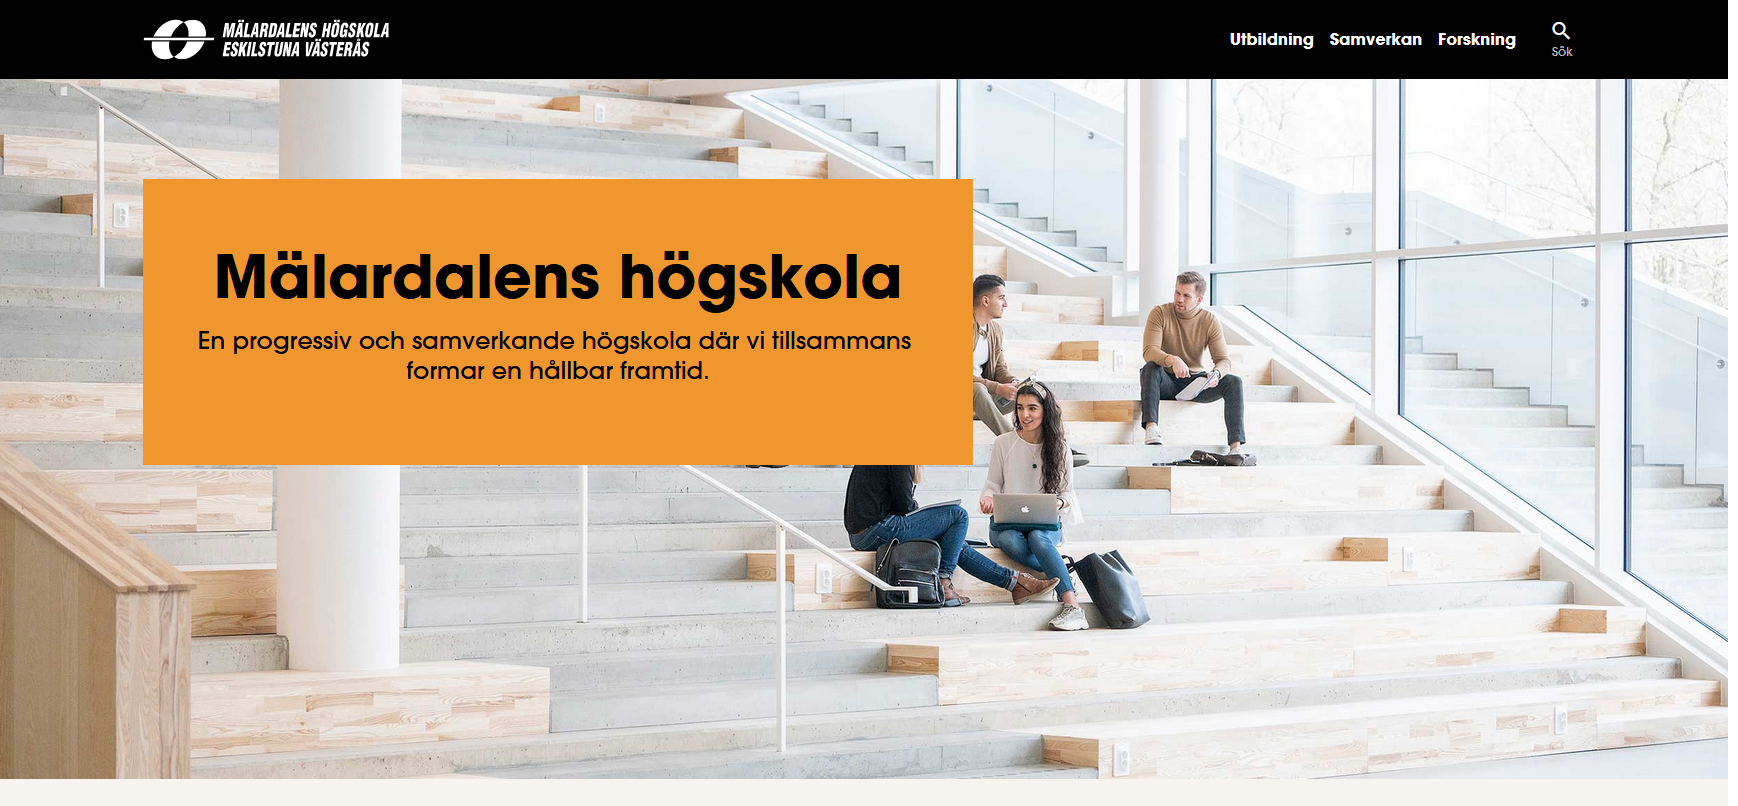 MÄLARDALENS HÖGSKOLA
ESKILSTUNA VÄSTERÅS
Utbildning Samverkan Forskning
Sök
Mälardalens högskola
En progressiv och samverkande högskola där vi tillsammans
formar en hållbar framtid.